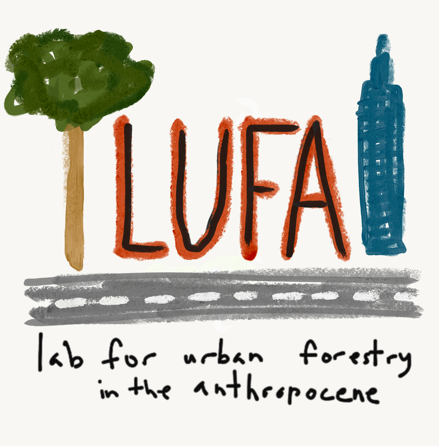 LUFA
lab for urban forestry
in the anthropocene